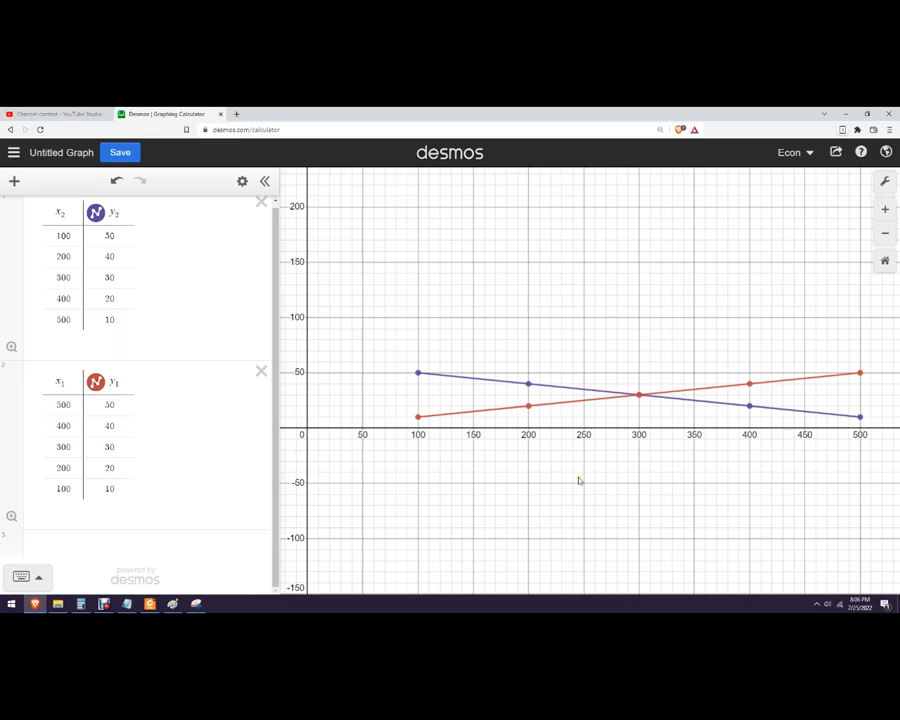 Channel content - YouTube Studio
Desmos | Graphing Calculator
desmos.com/calculator
Untitled Graph
Save
desmos
Econ
x₂ y₂
100 50
200 40
300 30
400 20
500 10
2
x₁ y₁
500 50
400 40
300 30
200 20
100 10
3
powered by
desmos
200
150
100
50
0 50 100 150 200 250 300 350 400 450 500
-50
-100
-150
8:06 PM
7/25/2022